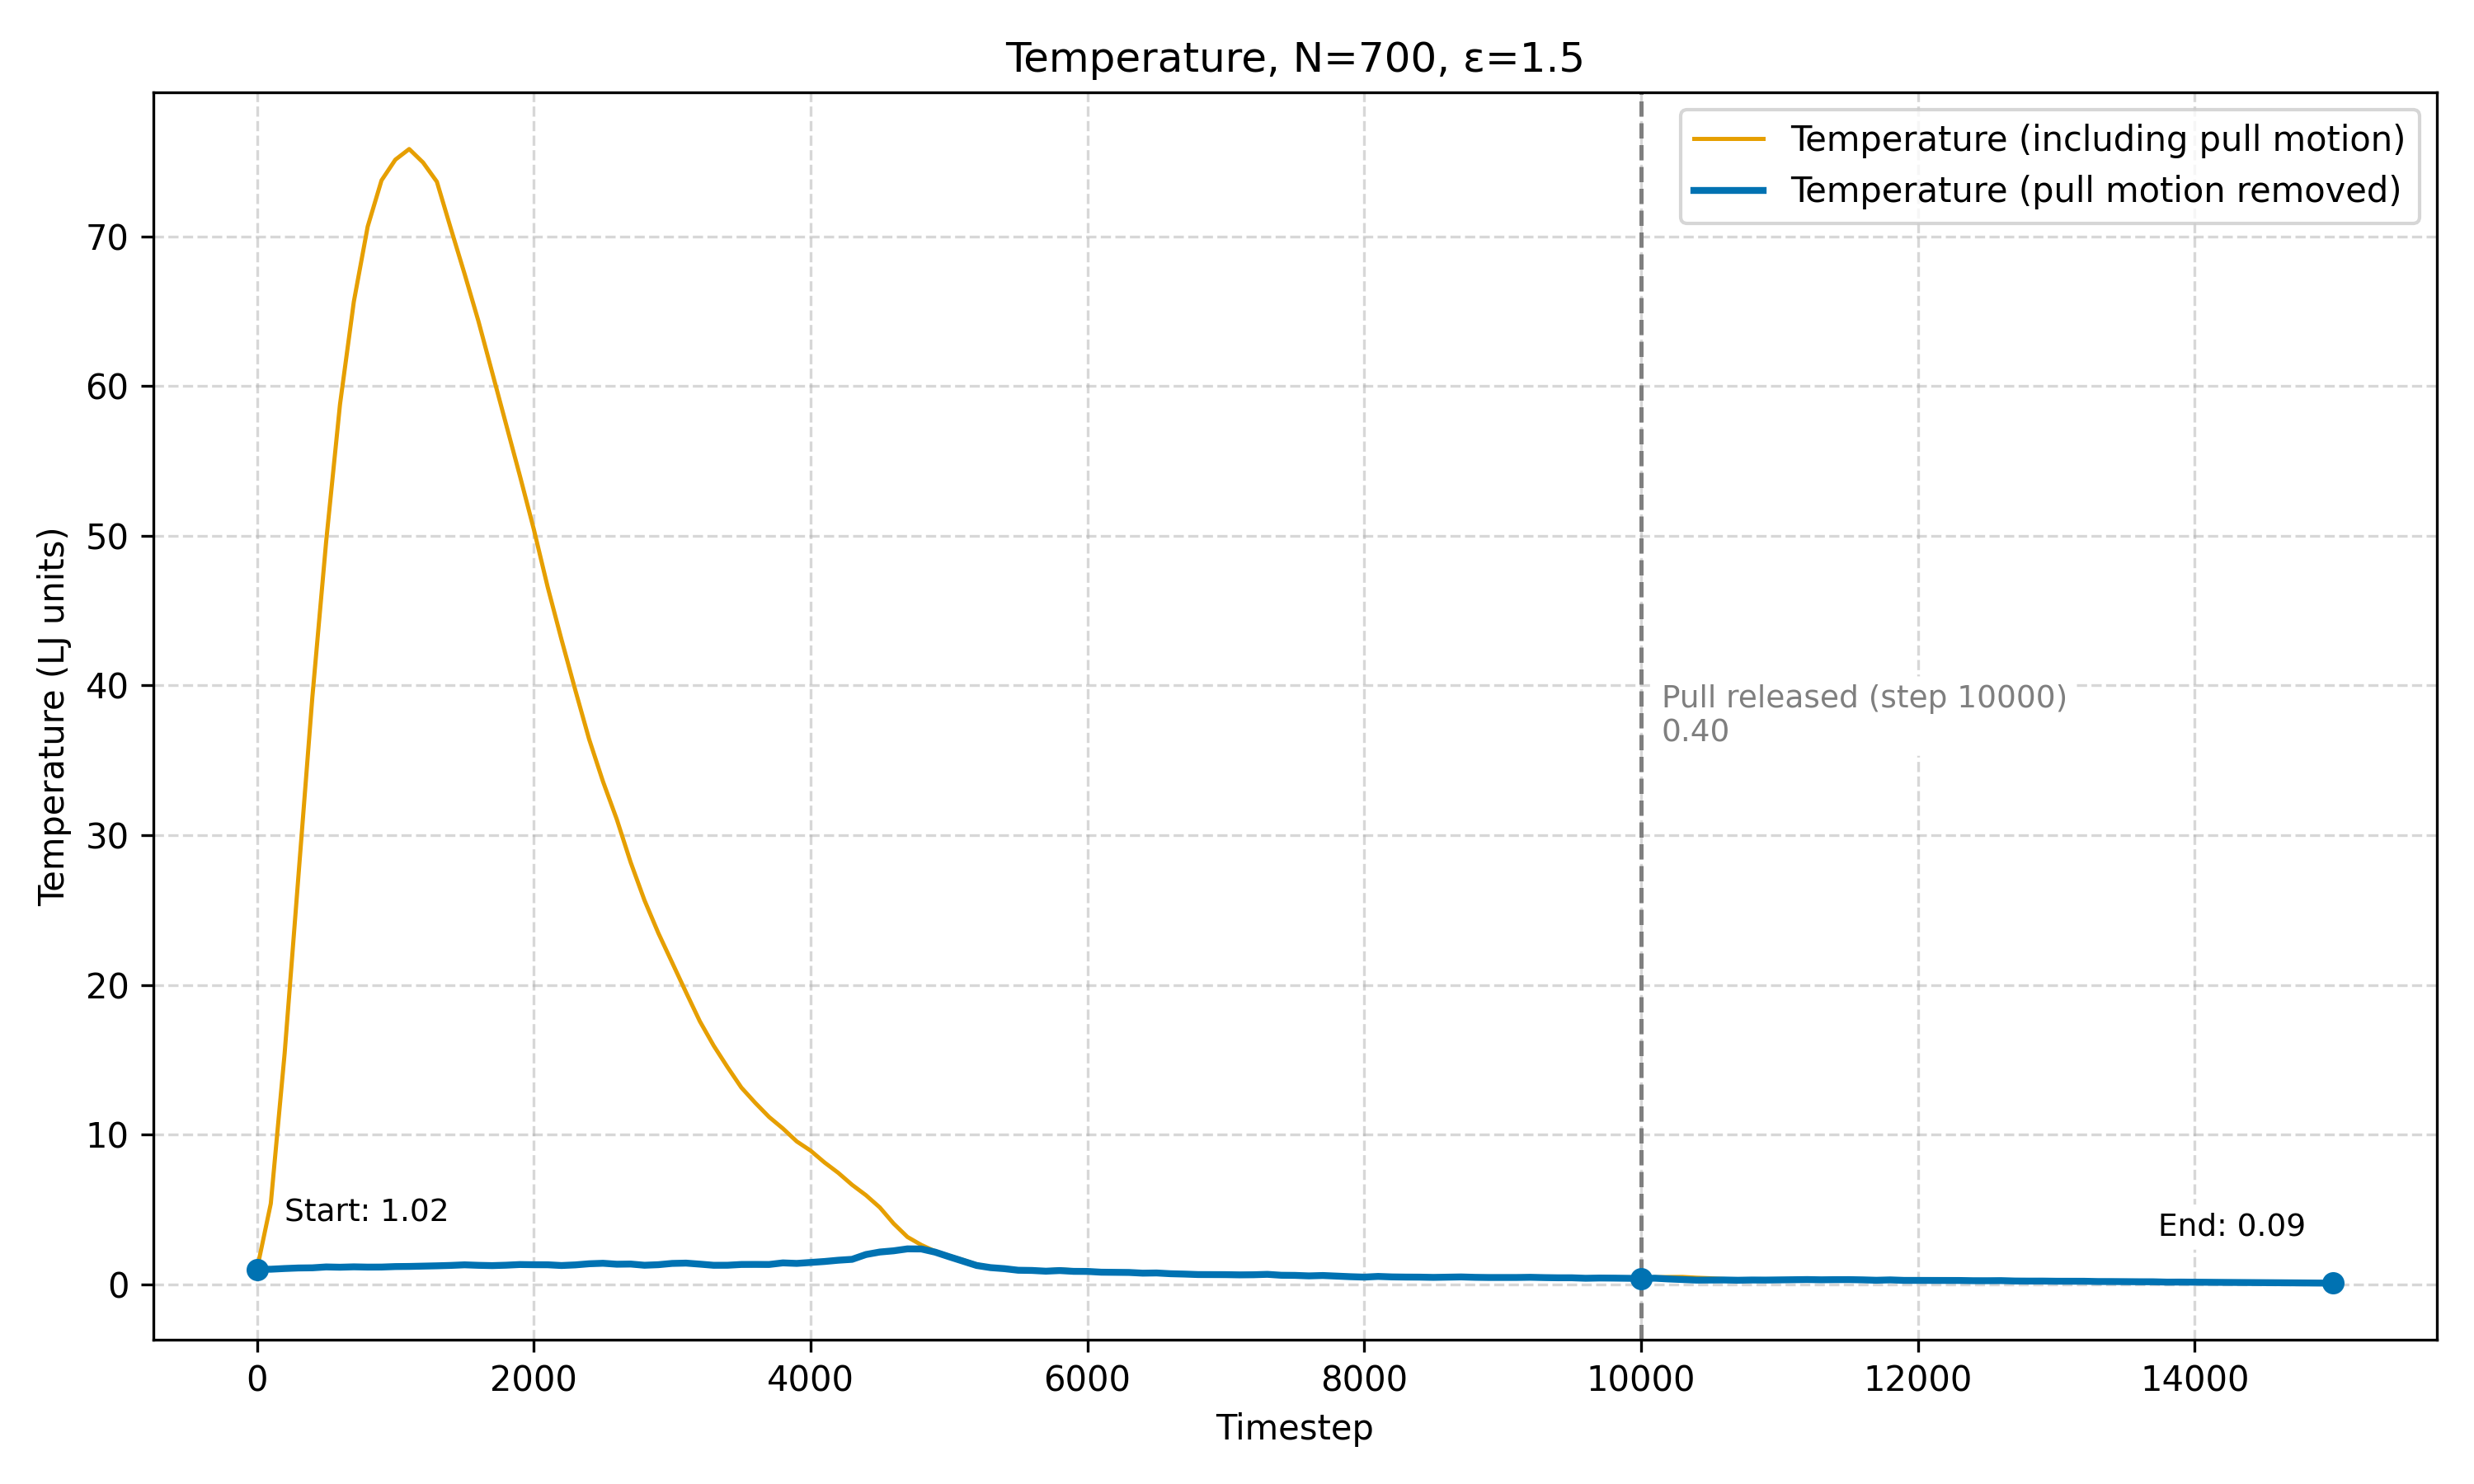 Temperature, N=700, ε=1.5
Temperature (including pull motion)
Temperature (pull motion removed)
Temperature (LJ units)
70
60
50
40
30
20
10
0
Pull released (step 10000)
0.40
Start: 1.02
End: 0.09
0 2000 4000 6000 8000 10000 12000 14000
Timestep